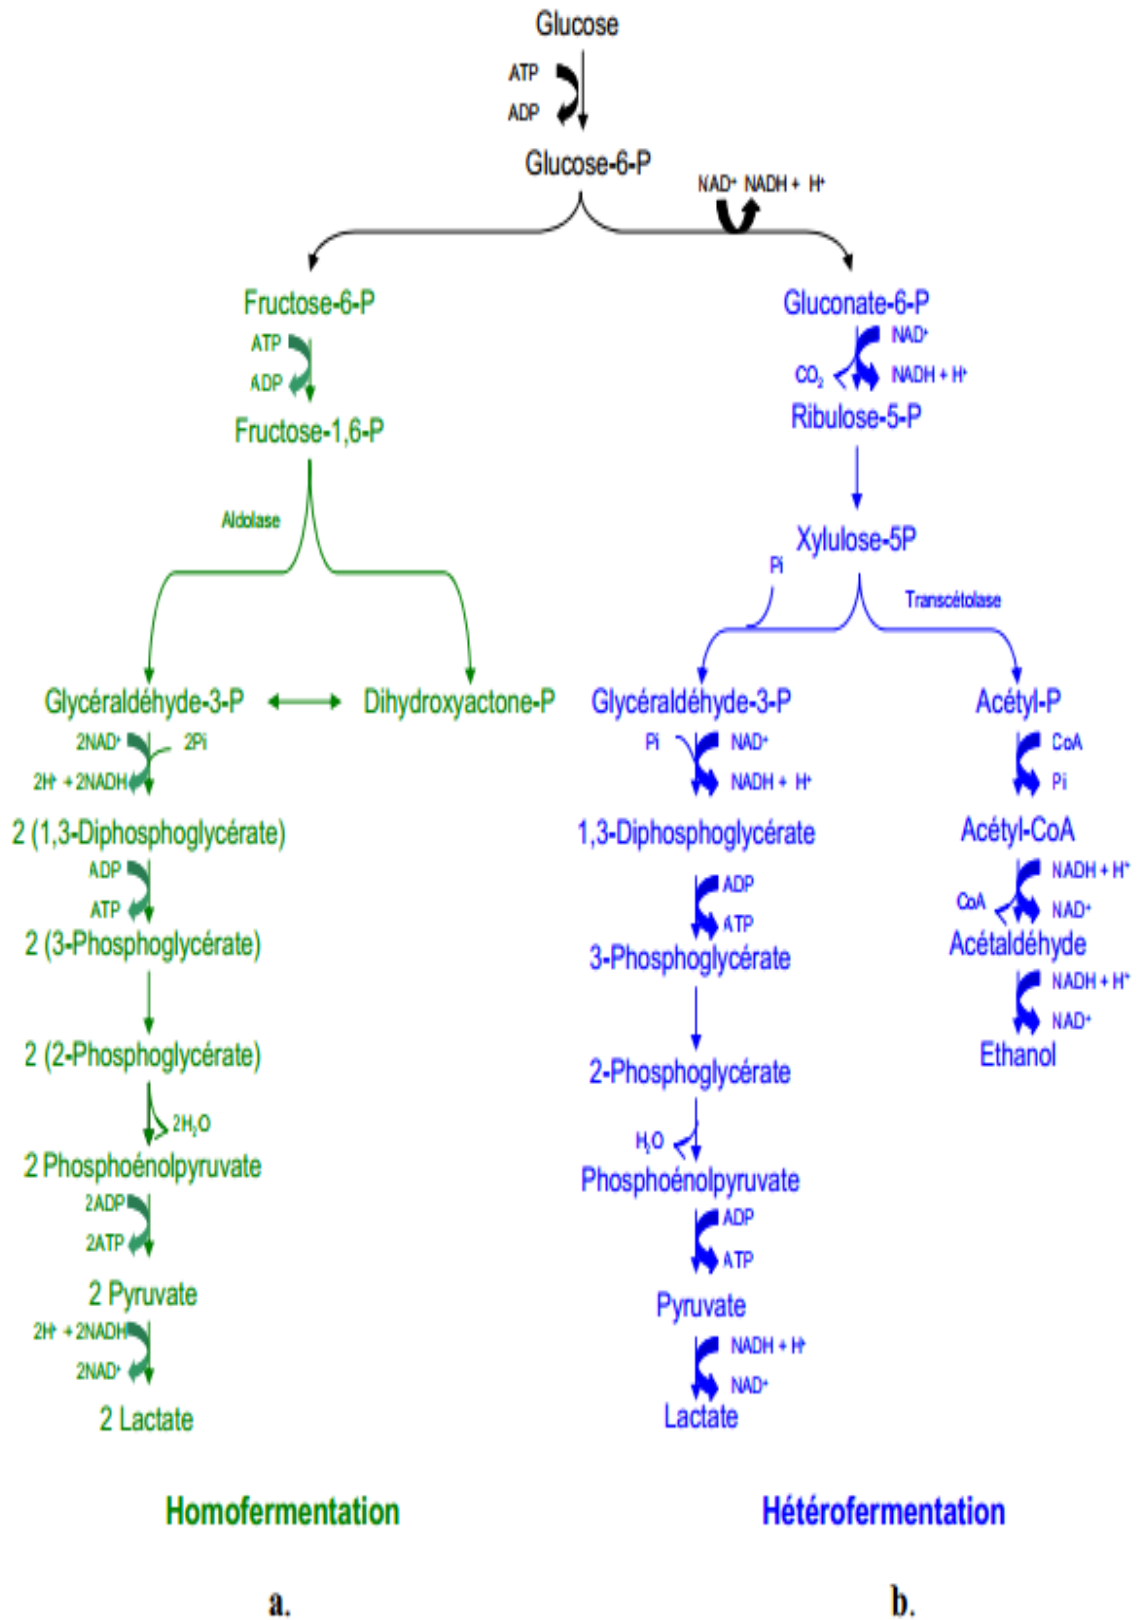 Glucose
ATP
ADP
Glucose-6-P
NAD⁺ NADH + H⁺
Fructose-6-P
ATP
ADP
Fructose-1,6-P
Aldolase
Glycéraldéhyde-3-P
Dihydroxyactone-P
2NAD⁺
2Pi
2H⁺ + 2NADH
2 (1,3-Diphosphoglycérate)
ADP
ATP
2 (3-Phosphoglycérate)
2 (2-Phosphoglycérate)
2H₂O
2 Phosphoénolpyruvate
2ADP
2ATP
2 Pyruvate
2H⁺ + 2NADH
2NAD⁺
2 Lactate
Homofermentation
a.
Gluconate-6-P
NAD⁺
CO₂
NADH + H⁺
Ribulose-5-P
Xylulose-5P
Pi
Transcétolase
Glycéraldéhyde-3-P
Pi
NAD⁺
NADH + H⁺
1,3-Diphosphoglycérate
ADP
ATP
3-Phosphoglycérate
2-Phosphoglycérate
H₂O
Phosphoénolpyruvate
ADP
ATP
Pyruvate
NADH + H⁺
NAD⁺
Lactate
Acétyl-P
CoA
Pi
Acétyl-CoA
NADH + H⁺
CoA
NAD⁺
Acétaldéhyde
NADH + H⁺
NAD⁺
Ethanol
Hétérofermentation
b.